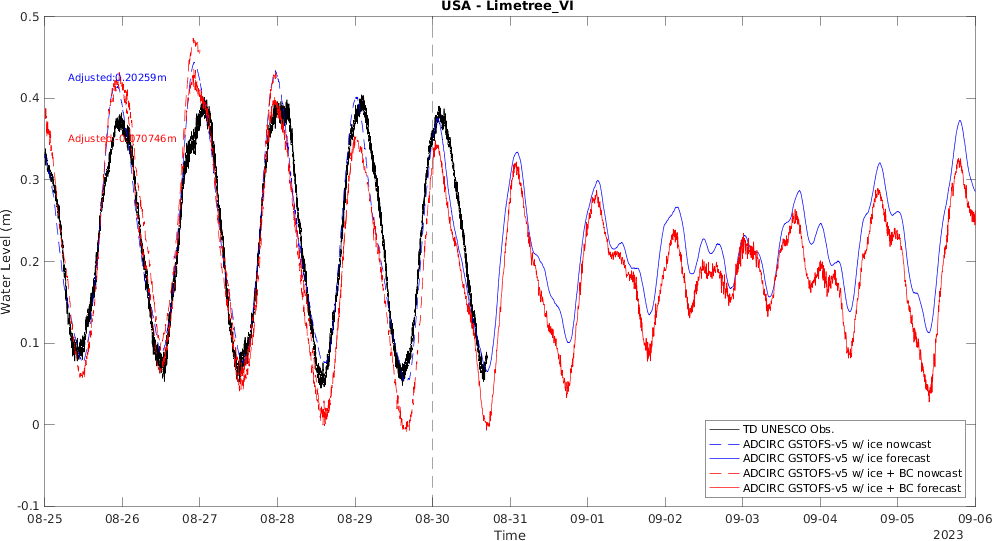 USA - Limetree_VI
0.5
0.4
0.3
0.2
0.1
0
-0.1
Water Level (m)
Adjusted:0.20259m
Adjusted:-0.070746m
TD UNESCO Obs.
ADCIRC GSTOFS-v5 w/ ice nowcast
ADCIRC GSTOFS-v5 w/ ice forecast
ADCIRC GSTOFS-v5 w/ ice + BC nowcast
ADCIRC GSTOFS-v5 w/ ice + BC forecast
08-25 08-26 08-27 08-28 08-29 08-30 08-31 09-01 09-02 09-03 09-04 09-05 09-06
Time
2023